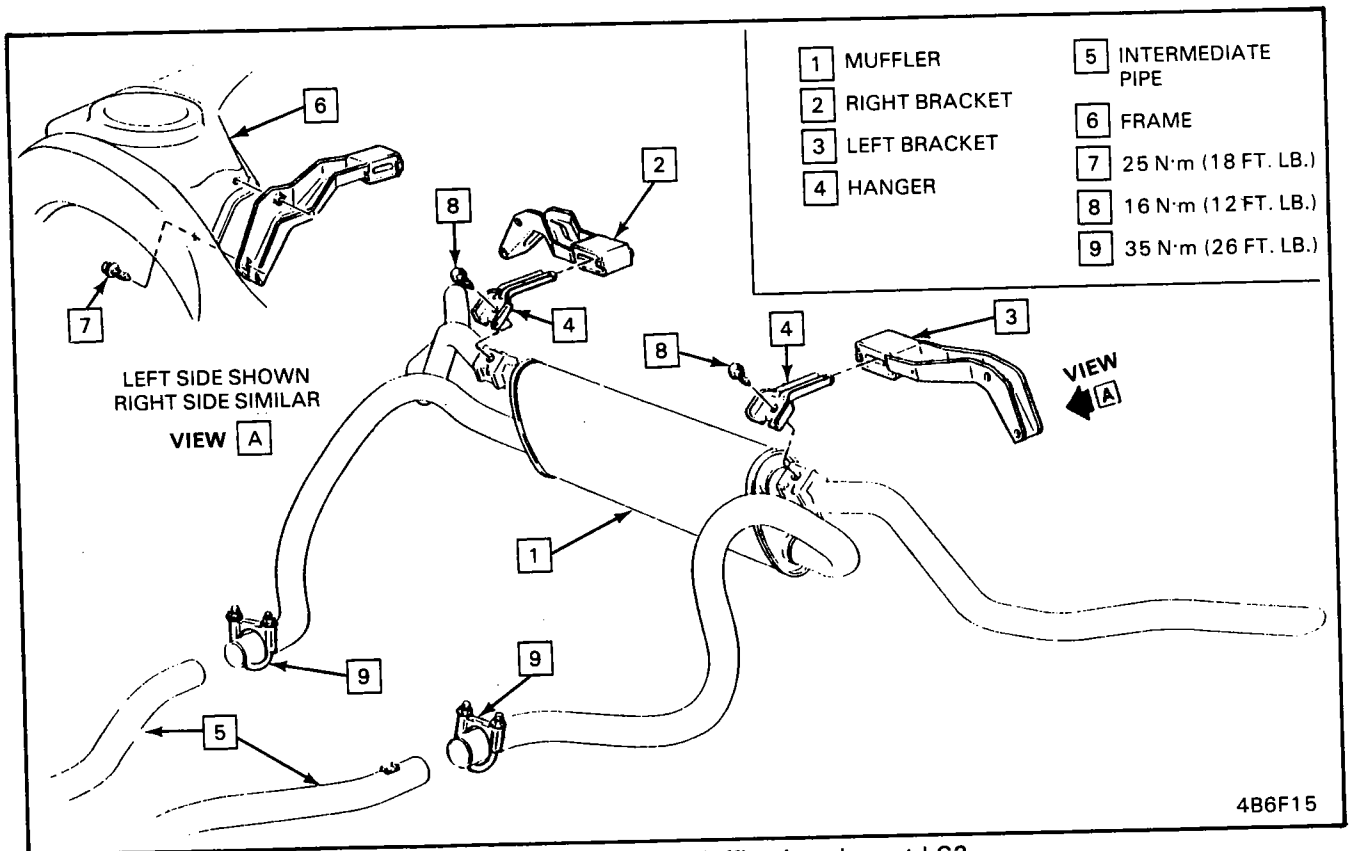 1 MUFFLER
2 RIGHT BRACKET
3 LEFT BRACKET
4 HANGER
5 INTERMEDIATE
PIPE
6 FRAME
7 25 N·m (18 FT. LB.)
8 16 N·m (12 FT. LB.)
9 35 N·m (26 FT. LB.)
6
2
8
7
4
3
8
4
LEFT SIDE SHOWN
RIGHT SIDE SIMILAR
VIEW A
VIEW
A
1
9
9
5
4B6F15